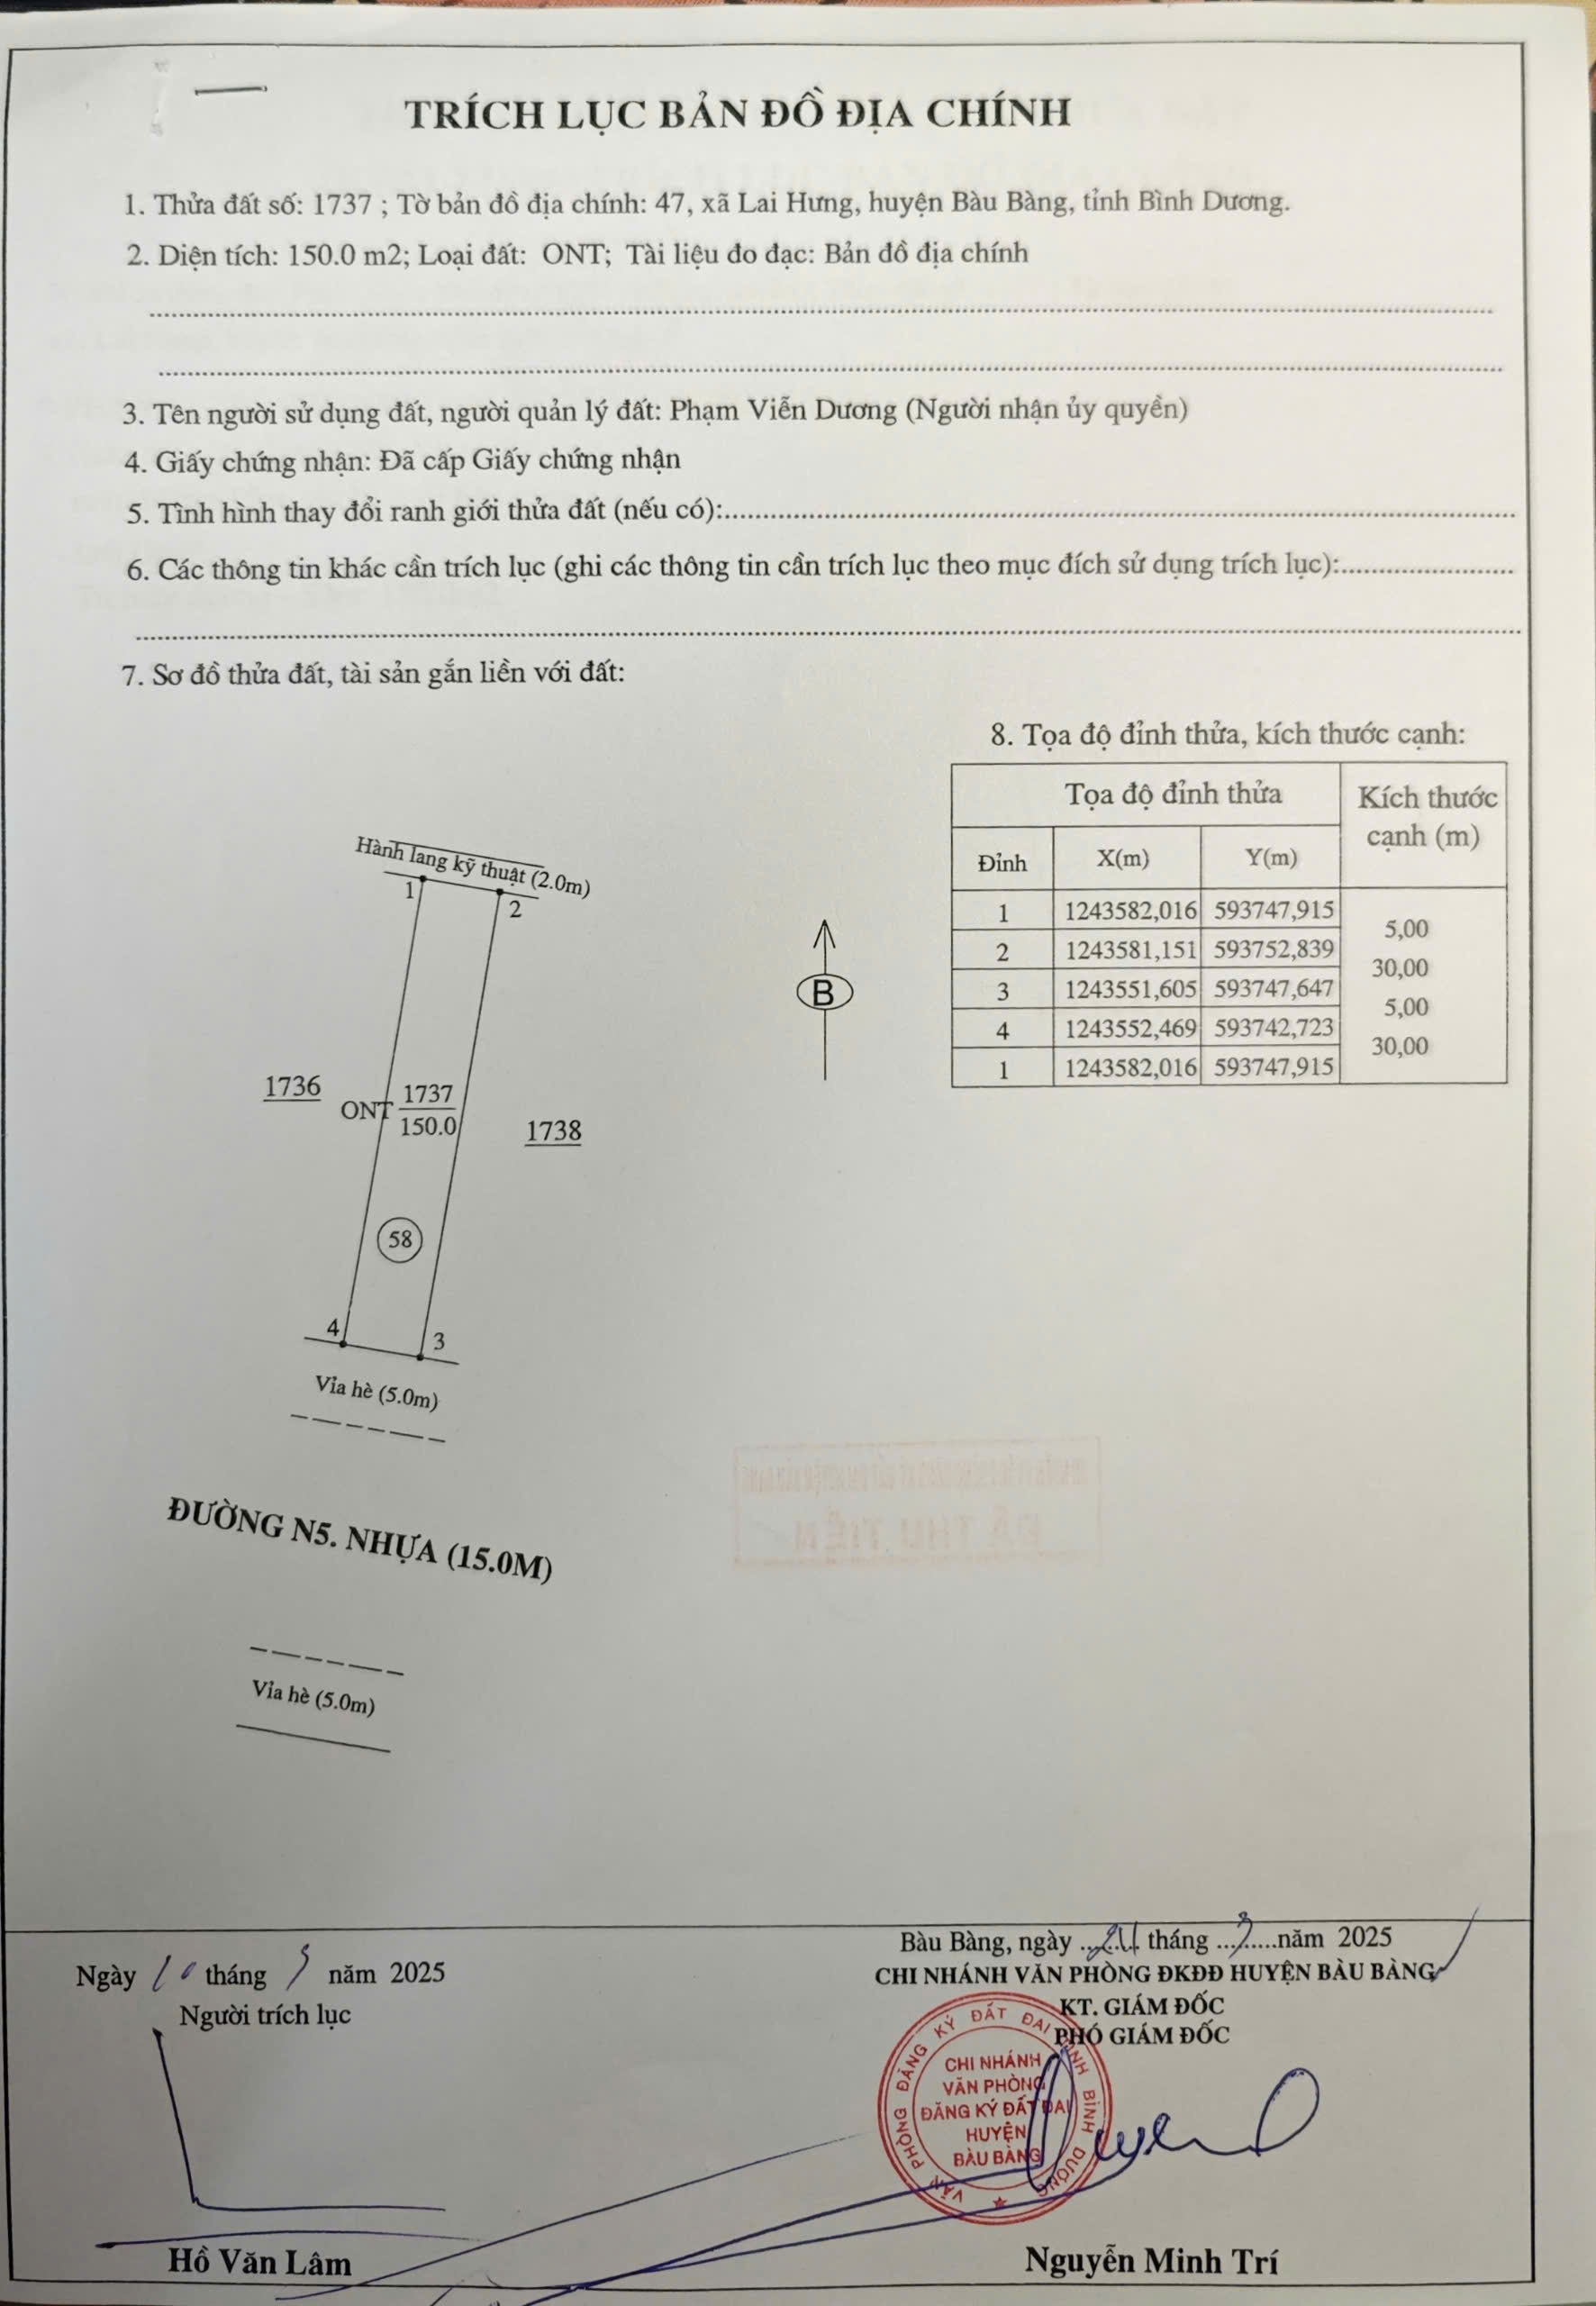 TRÍCH LỤC BẢN ĐỒ ĐỊA CHÍNH
1. Thửa đất số: 1737 ; Tờ bản đồ địa chính: 47, xã Lai Hưng, huyện Bàu Bàng, tỉnh Bình Dương.
2. Diện tích: 150.0 m2; Loại đất: ONT; Tài liệu đo đạc: Bản đồ địa chính
3. Tên người sử dụng đất, người quản lý đất: Phạm Viễn Dương (Người nhận ủy quyền)
4. Giấy chứng nhận: Đã cấp Giấy chứng nhận
5. Tình hình thay đổi ranh giới thửa đất (nếu có):
6. Các thông tin khác cần trích lục (ghi các thông tin cần trích lục theo mục đích sử dụng trích lục):
7. Sơ đồ thửa đất, tài sản gắn liền với đất:
8. Tọa độ đỉnh thửa, kích thước cạnh:
Tọa độ đỉnh thửa
Kích thước
cạnh (m)
Đỉnh X(m) Y(m)
1 1243582,016 593747,915
5,00
2 1243581,151 593752,839
30,00
3 1243551,605 593747,647
5,00
4 1243552,469 593742,723
30,00
1 1243582,016 593747,915
Hành lang kỹ thuật (2.0m)
1
2
B
1736
ONT 1737
150.0
1738
58
4
3
Vỉa hè (5.0m)
ĐƯỜNG N5. NHỰA (15.0M)
Vỉa hè (5.0m)
ĐÃ THU TIỀN
Ngày 10 tháng 3 năm 2025
Người trích lục
Hồ Văn Lâm
Bàu Bàng, ngày tháng 3 năm 2025
CHI NHÁNH VĂN PHÒNG ĐKĐĐ HUYỆN BÀU BÀNG
KT. GIÁM ĐỐC
PHÓ GIÁM ĐỐC
VĂN PHÒNG ĐĂNG KÝ ĐẤT ĐAI TỈNH BÌNH DƯƠNG
CHI NHÁNH
VĂN PHÒNG
ĐĂNG KÝ ĐẤT ĐAI
HUYỆN
BÀU BÀNG
Nguyễn Minh Trí